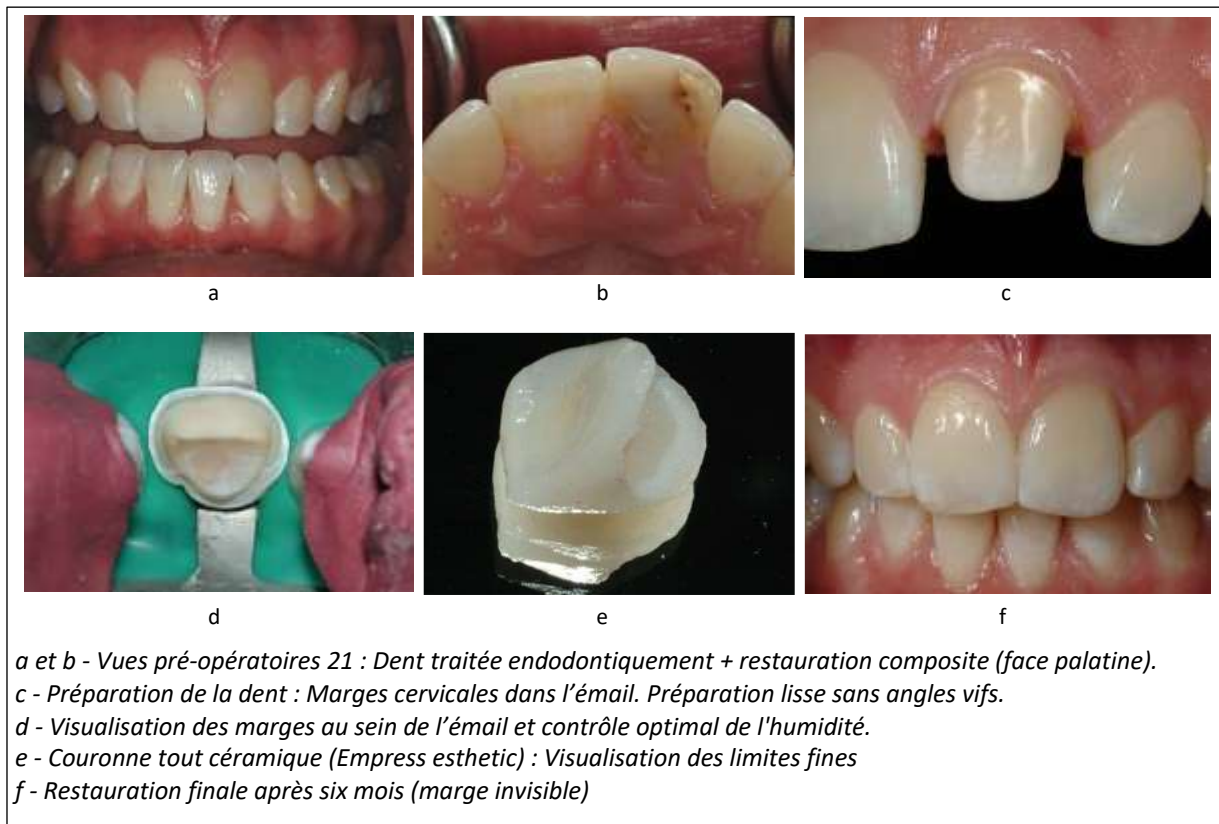 a
b
c
d
e
f
a et b - Vues pré-opératoires 21 : Dent traitée endodontiquement + restauration composite (face palatine).
c - Préparation de la dent : Marges cervicales dans l’émail. Préparation lisse sans angles vifs.
d - Visualisation des marges au sein de l’émail et contrôle optimal de l'humidité.
e - Couronne tout céramique (Empress esthetic) : Visualisation des limites fines
f - Restauration finale après six mois (marge invisible)